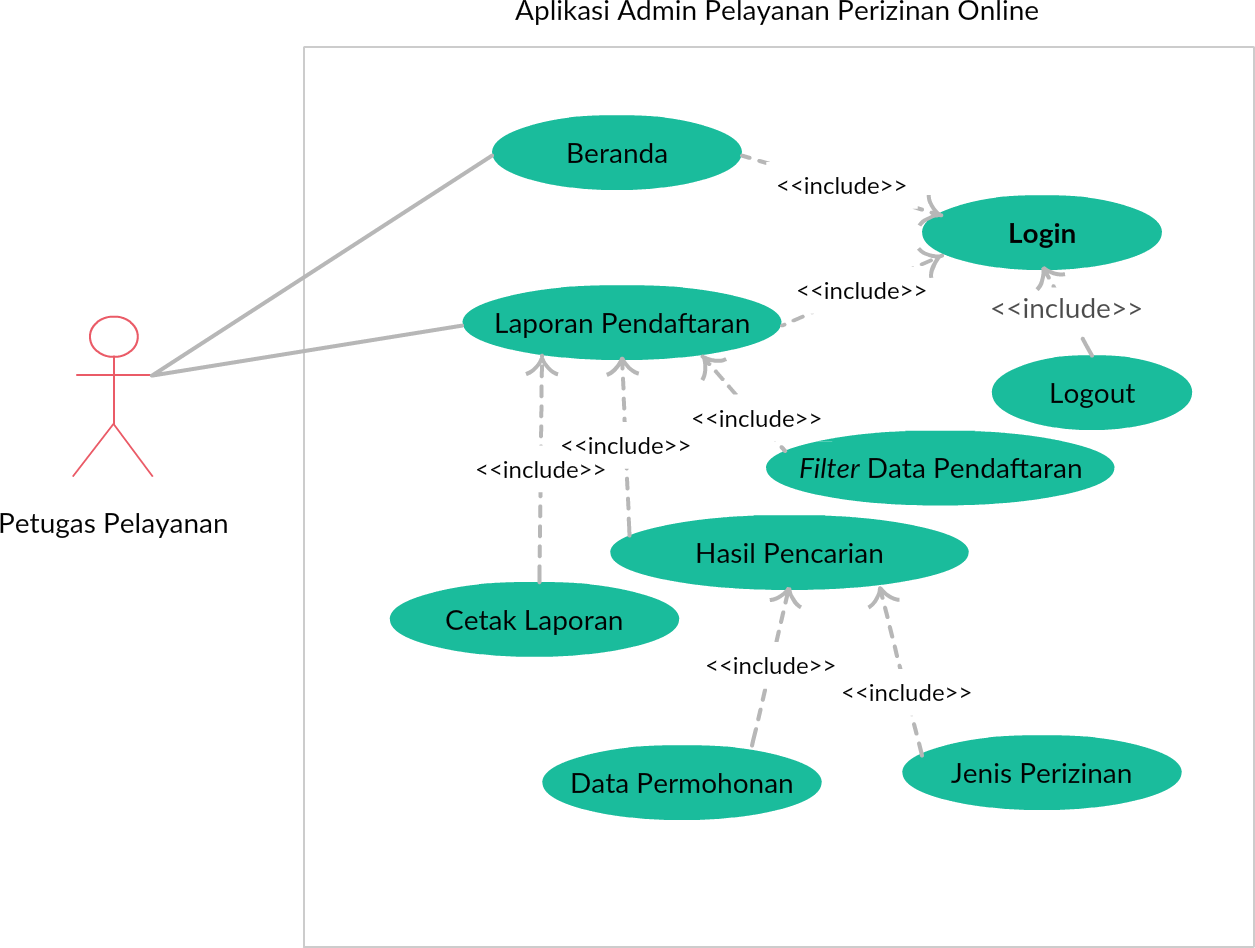 Aplikasi Admin Pelayanan Perizinan Online
Beranda
<<include>>
Login
<<include>>
<<include>>
Laporan Pendaftaran
Logout
<<include>>
<<include>>
<<include>>
Filter Data Pendaftaran
Petugas Pelayanan
Hasil Pencarian
Cetak Laporan
<<include>>
<<include>>
Data Permohonan
Jenis Perizinan